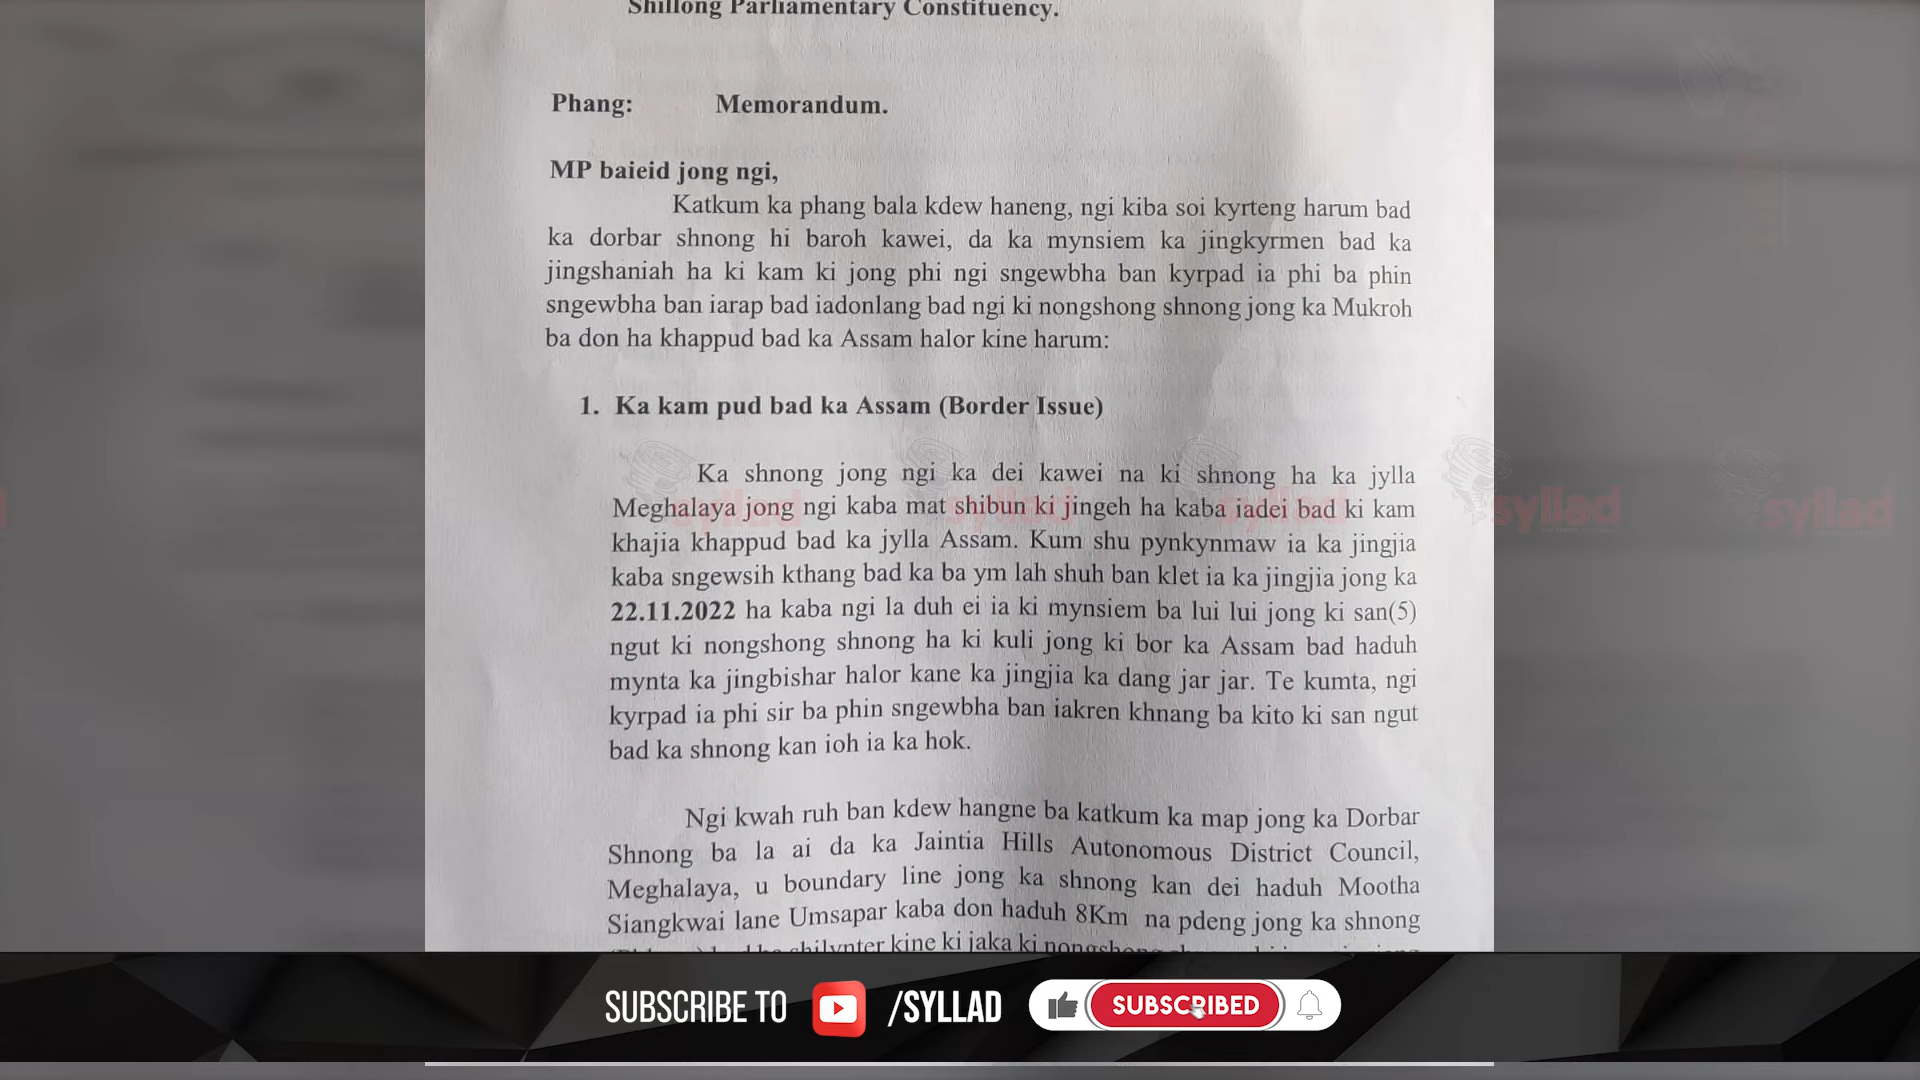 Shillong Parliamentary Constituency.
Phang: Memorandum.
MP baieid jong ngi,
Katkum ka phang bala kdew haneng, ngi kiba soi kyrteng harum bad
ka dorbar shnong hi baroh kawei, da ka mynsiem ka jingkyrmen bad ka
jingshaniah ha ki kam ki jong phi ngi sngewbha ban kyrpad ia phi ba phin
sngewbha ban iarap bad iadonlang bad ngi ki nongshong shnong jong ka Mukroh
ba don ha khappud bad ka Assam halor kine harum:
1. Ka kam pud bad ka Assam (Border Issue)
Ka shnong jong ngi ka dei kawei na ki shnong ha ka jylla
Meghalaya jong ngi kaba mat shibun ki jingeh ha kaba iadei bad ki kam
khajia khappud bad ka jylla Assam. Kum shu pynkynmaw ia ka jingjia
kaba sngewsih kthang bad ka ba ym lah shuh ban klet ia ka jingjia jong ka
22.11.2022 ha kaba ngi la duh ei ia ki mynsiem ba lui lui jong ki san(5)
ngut ki nongshong shnong ha ki kuli jong ki bor ka Assam bad haduh
mynta ka jingbishar halor kane ka jingjia ka dang jar jar. Te kumta, ngi
kyrpad ia phi sir ba phin sngewbha ban iakren khnang ba kito ki san ngut
bad ka shnong kan ioh ia ka hok.
Ngi kwah ruh ban kdew hangne ba katkum ka map jong ka Dorbar
Shnong ba la ai da ka Jaintia Hills Autonomous District Council,
Meghalaya, u boundary line jong ka shnong kan dei haduh Mootha
Siangkwai lane Umsapar kaba don haduh 8Km na pdeng jong ka shnong
shilynter kine ki jaka ki
syllad syllad syllad syllad syllad
SUBSCRIBE TO /SYLLAD SUBSCRIBED